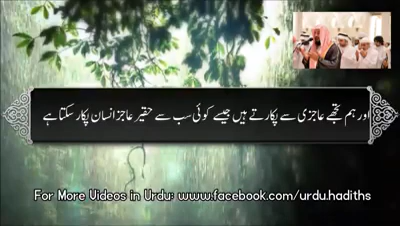 اور ہم تجھے عاجزی سے پکارتے ہیں جیسے کوئی سب سے حقیر عاجز انسان پکار سکتا ہے
For More Videos in Urdu: www.facebook.com/urdu.hadiths